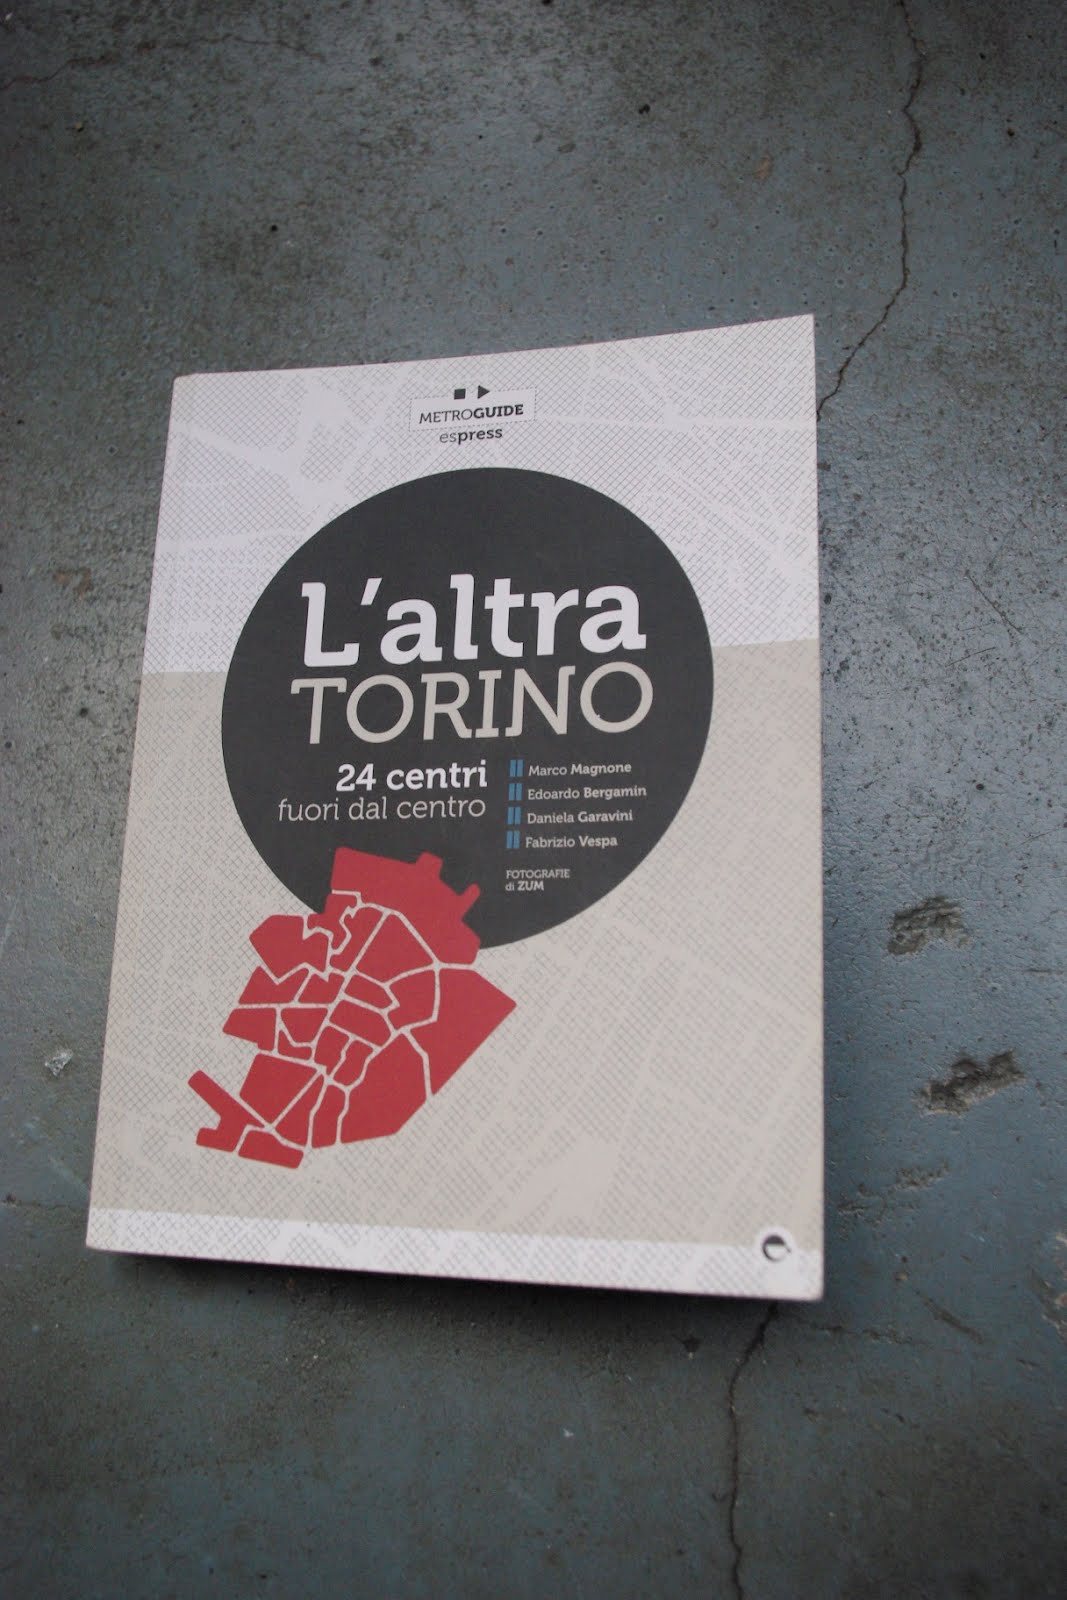 METROGUIDE
espress
L'altra
TORINO
24 centri
fuori dal centro
Marco Magnone
Edoardo Bergamin
Daniela Garavini
Fabrizio Vespa
FOTOGRAFIE
di ZUM
e